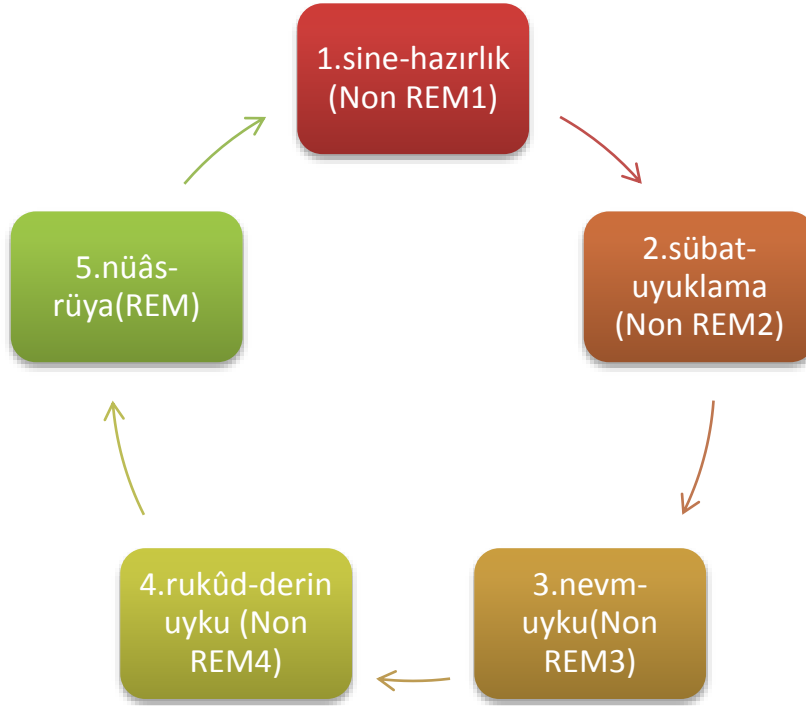 1.sine-hazırlık
(Non REM1)
2.sübat-
uyuklama
(Non REM2)
3.nevm-
uyku(Non
REM3)
4.rukûd-derin
uyku (Non
REM4)
5.nüâs-
rüya(REM)